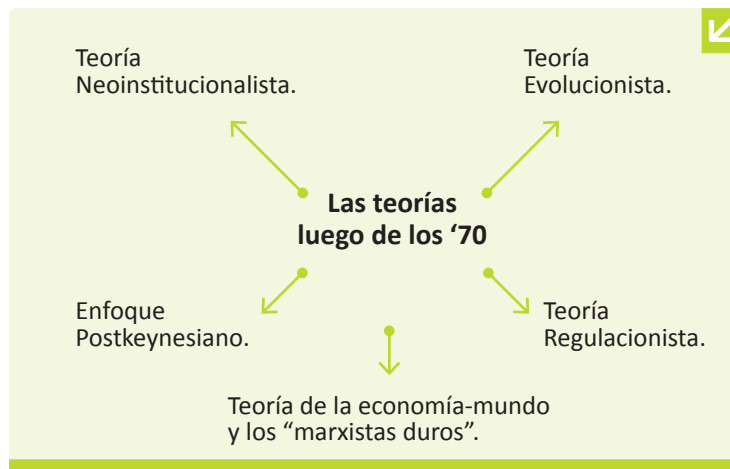 Teoría
Neoinstitucionalista.
Teoría
Evolucionista.
Las teorías
luego de los ‘70
Enfoque
Postkeynesiano.
Teoría
Regulacionista.
Teoría de la economía-mundo
y los “marxistas duros”.